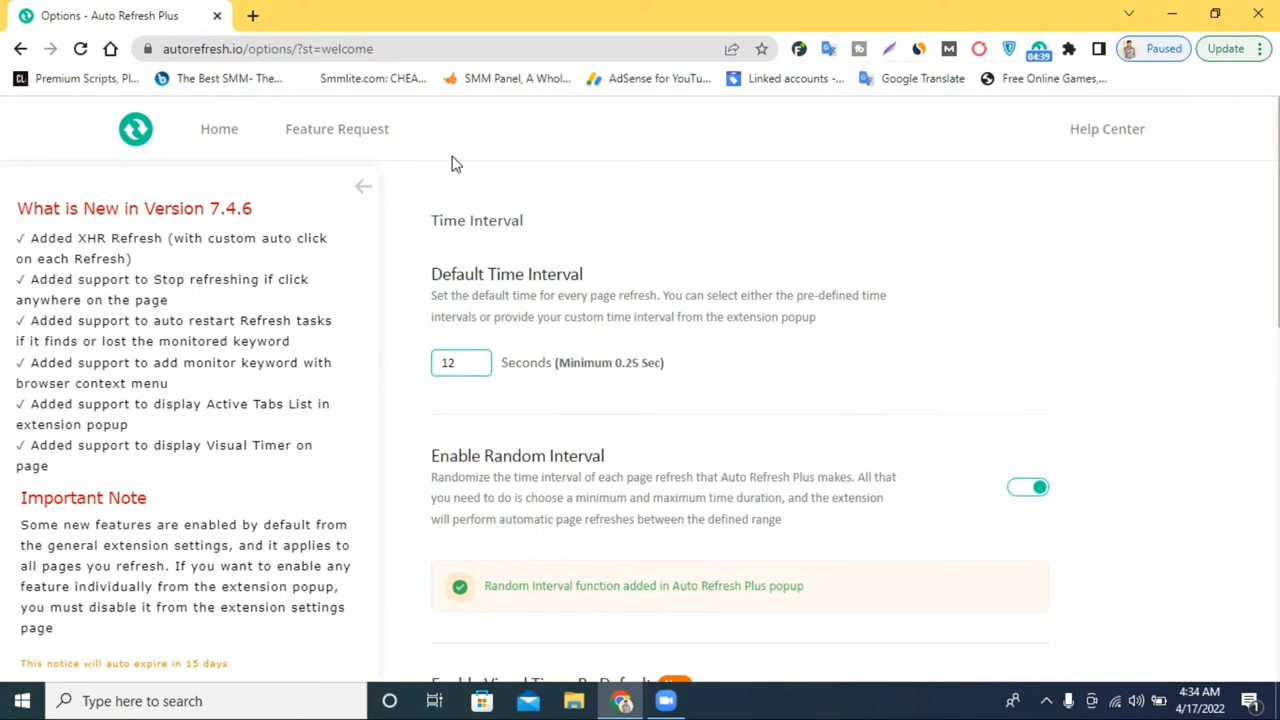 Options - Auto Refresh Plus
autorefresh.io/options/?st=welcome
04:39
Paused
Update
Premium Scripts, Pl...
The Best SMM- The...
Smmlite.com: CHEA...
SMM Panel, A Whol...
AdSense for YouTu...
Linked accounts -...
Google Translate
Free Online Games,...
Home
Feature Request
Help Center
What is New in Version 7.4.6
✓ Added XHR Refresh (with custom auto click
on each Refresh)
✓ Added support to Stop refreshing if click
anywhere on the page
✓ Added support to auto restart Refresh tasks
if it finds or lost the monitored keyword
✓ Added support to add monitor keyword with
browser context menu
✓ Added support to display Active Tabs List in
extension popup
✓ Added support to display Visual Timer on
page
Important Note
Some new features are enabled by default from
the general extension settings, and it applies to
all pages you refresh. If you want to enable any
feature individually from the extension popup,
you must disable it from the extension settings
page
This notice will auto expire in 15 days
Time Interval
Default Time Interval
Set the default time for every page refresh. You can select either the pre-defined time
intervals or provide your custom time interval from the extension popup
12
Seconds (Minimum 0.25 Sec)
Enable Random Interval
Randomize the time interval of each page refresh that Auto Refresh Plus makes. All that
you need to do is choose a minimum and maximum time duration, and the extension
will perform automatic page refreshes between the defined range
Random Interval function added in Auto Refresh Plus popup
Enable Visual Timer By Default
Type here to search
4:34 AM
4/17/2022
1